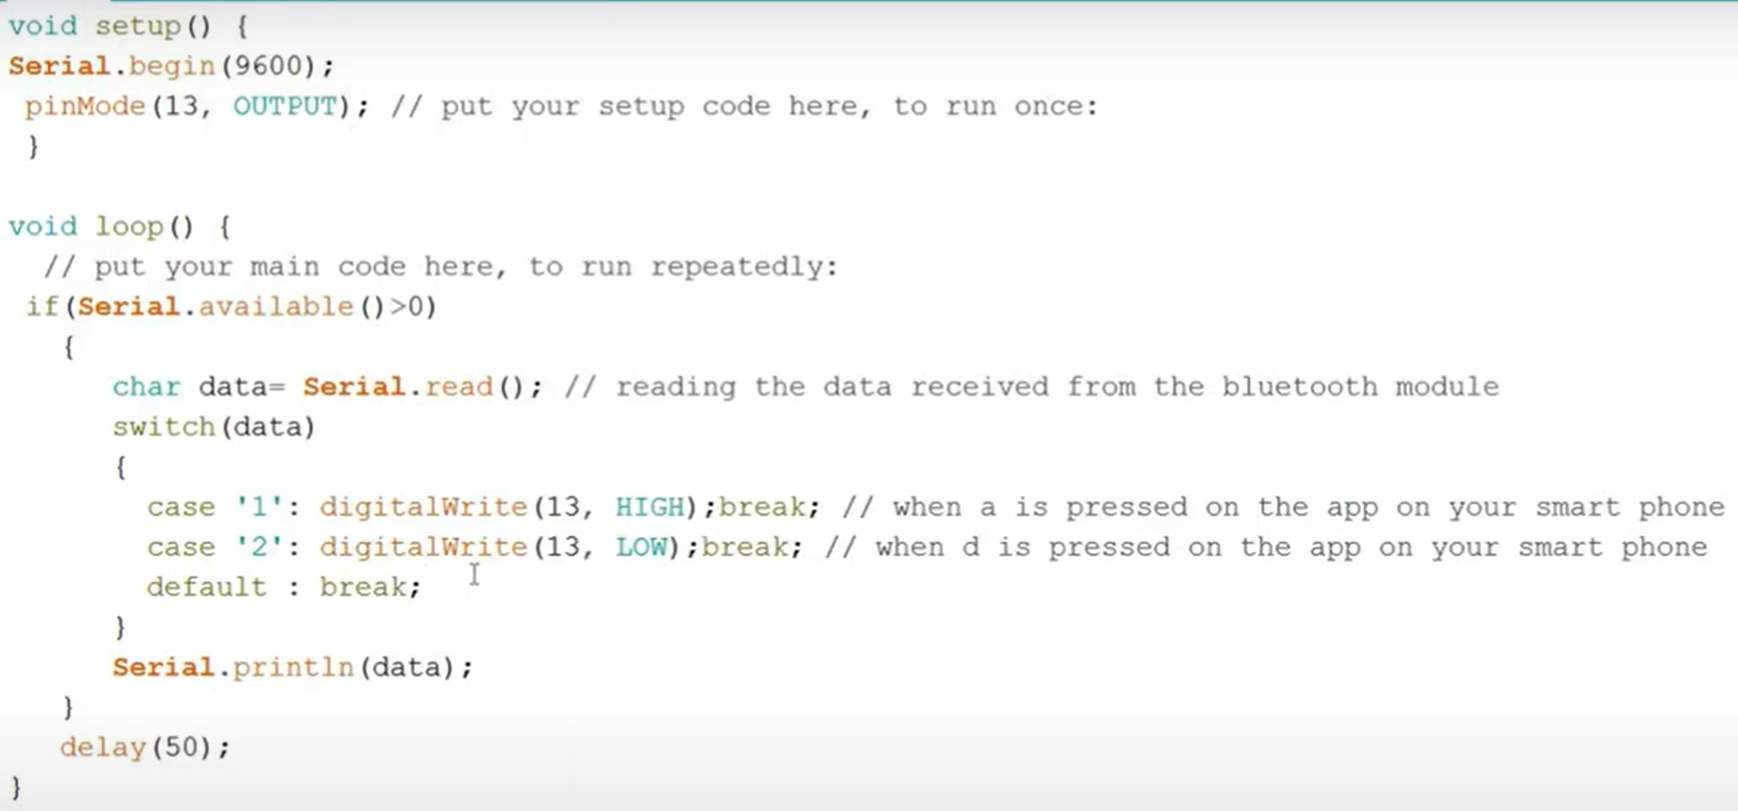 void setup() {
Serial.begin(9600);
pinMode(13, OUTPUT); // put your setup code here, to run once:
}
void loop() {
// put your main code here, to run repeatedly:
if(Serial.available()>0)
{
char data= Serial.read(); // reading the data received from the bluetooth module
switch(data)
{
case '1': digitalWrite(13, HIGH);break; // when a is pressed on the app on your smart phone
case '2': digitalWrite(13, LOW);break; // when d is pressed on the app on your smart phone
default : break;
}
Serial.println(data);
}
delay(50);
}